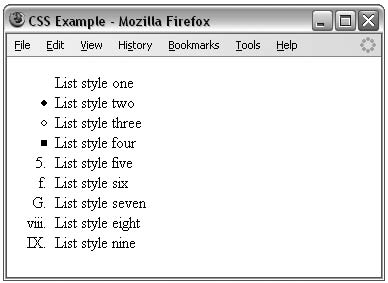 CSS Example - Mozilla Firefox
File Edit View History Bookmarks Tools Help
List style one
List style two
List style three
List style four
5. List style five
f. List style six
G. List style seven
viii. List style eight
IX. List style nine